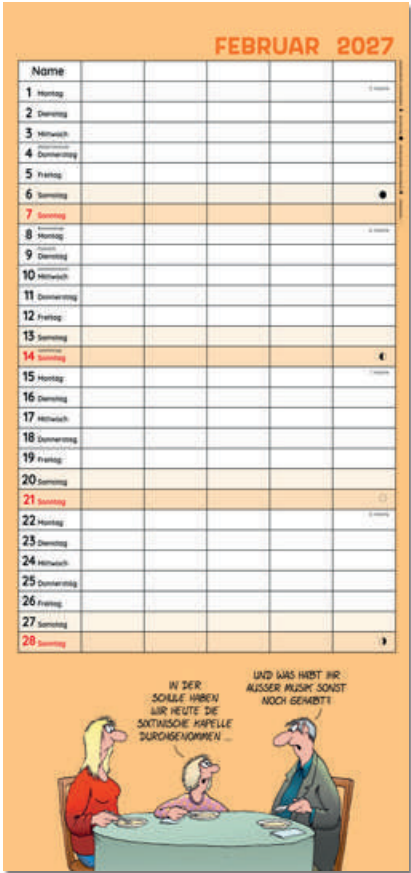 FEBRUAR 2027
Name
1 Montag
2 Dienstag
3 Mittwoch
4 Donnerstag
5 Freitag
6 Samstag
7 Sonntag
8 Montag
9 Dienstag
10 Mittwoch
11 Donnerstag
12 Freitag
13 Samstag
14 Sonntag
15 Montag
16 Dienstag
17 Mittwoch
18 Donnerstag
19 Freitag
20 Samstag
21 Sonntag
22 Montag
23 Dienstag
24 Mittwoch
25 Donnerstag
26 Freitag
27 Samstag
28 Sonntag
IN DER
SCHULE HABEN
WIR HEUTE DIE
SIXTINISCHE KAPELLE
DURCHGENOMMEN ...
UND WAS HABT IHR
AUSSER MUSIK SONST
NOCH GEHABT?